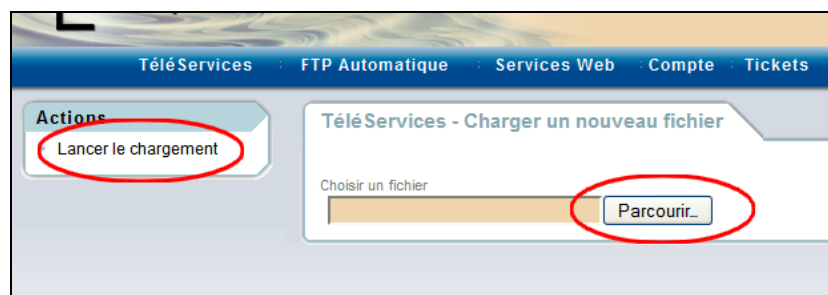 TéléServices : FTP Automatique : Services Web : Compte : Tickets
Actions
Lancer le chargement
TéléServices - Charger un nouveau fichier
Choisir un fichier
Parcourir...